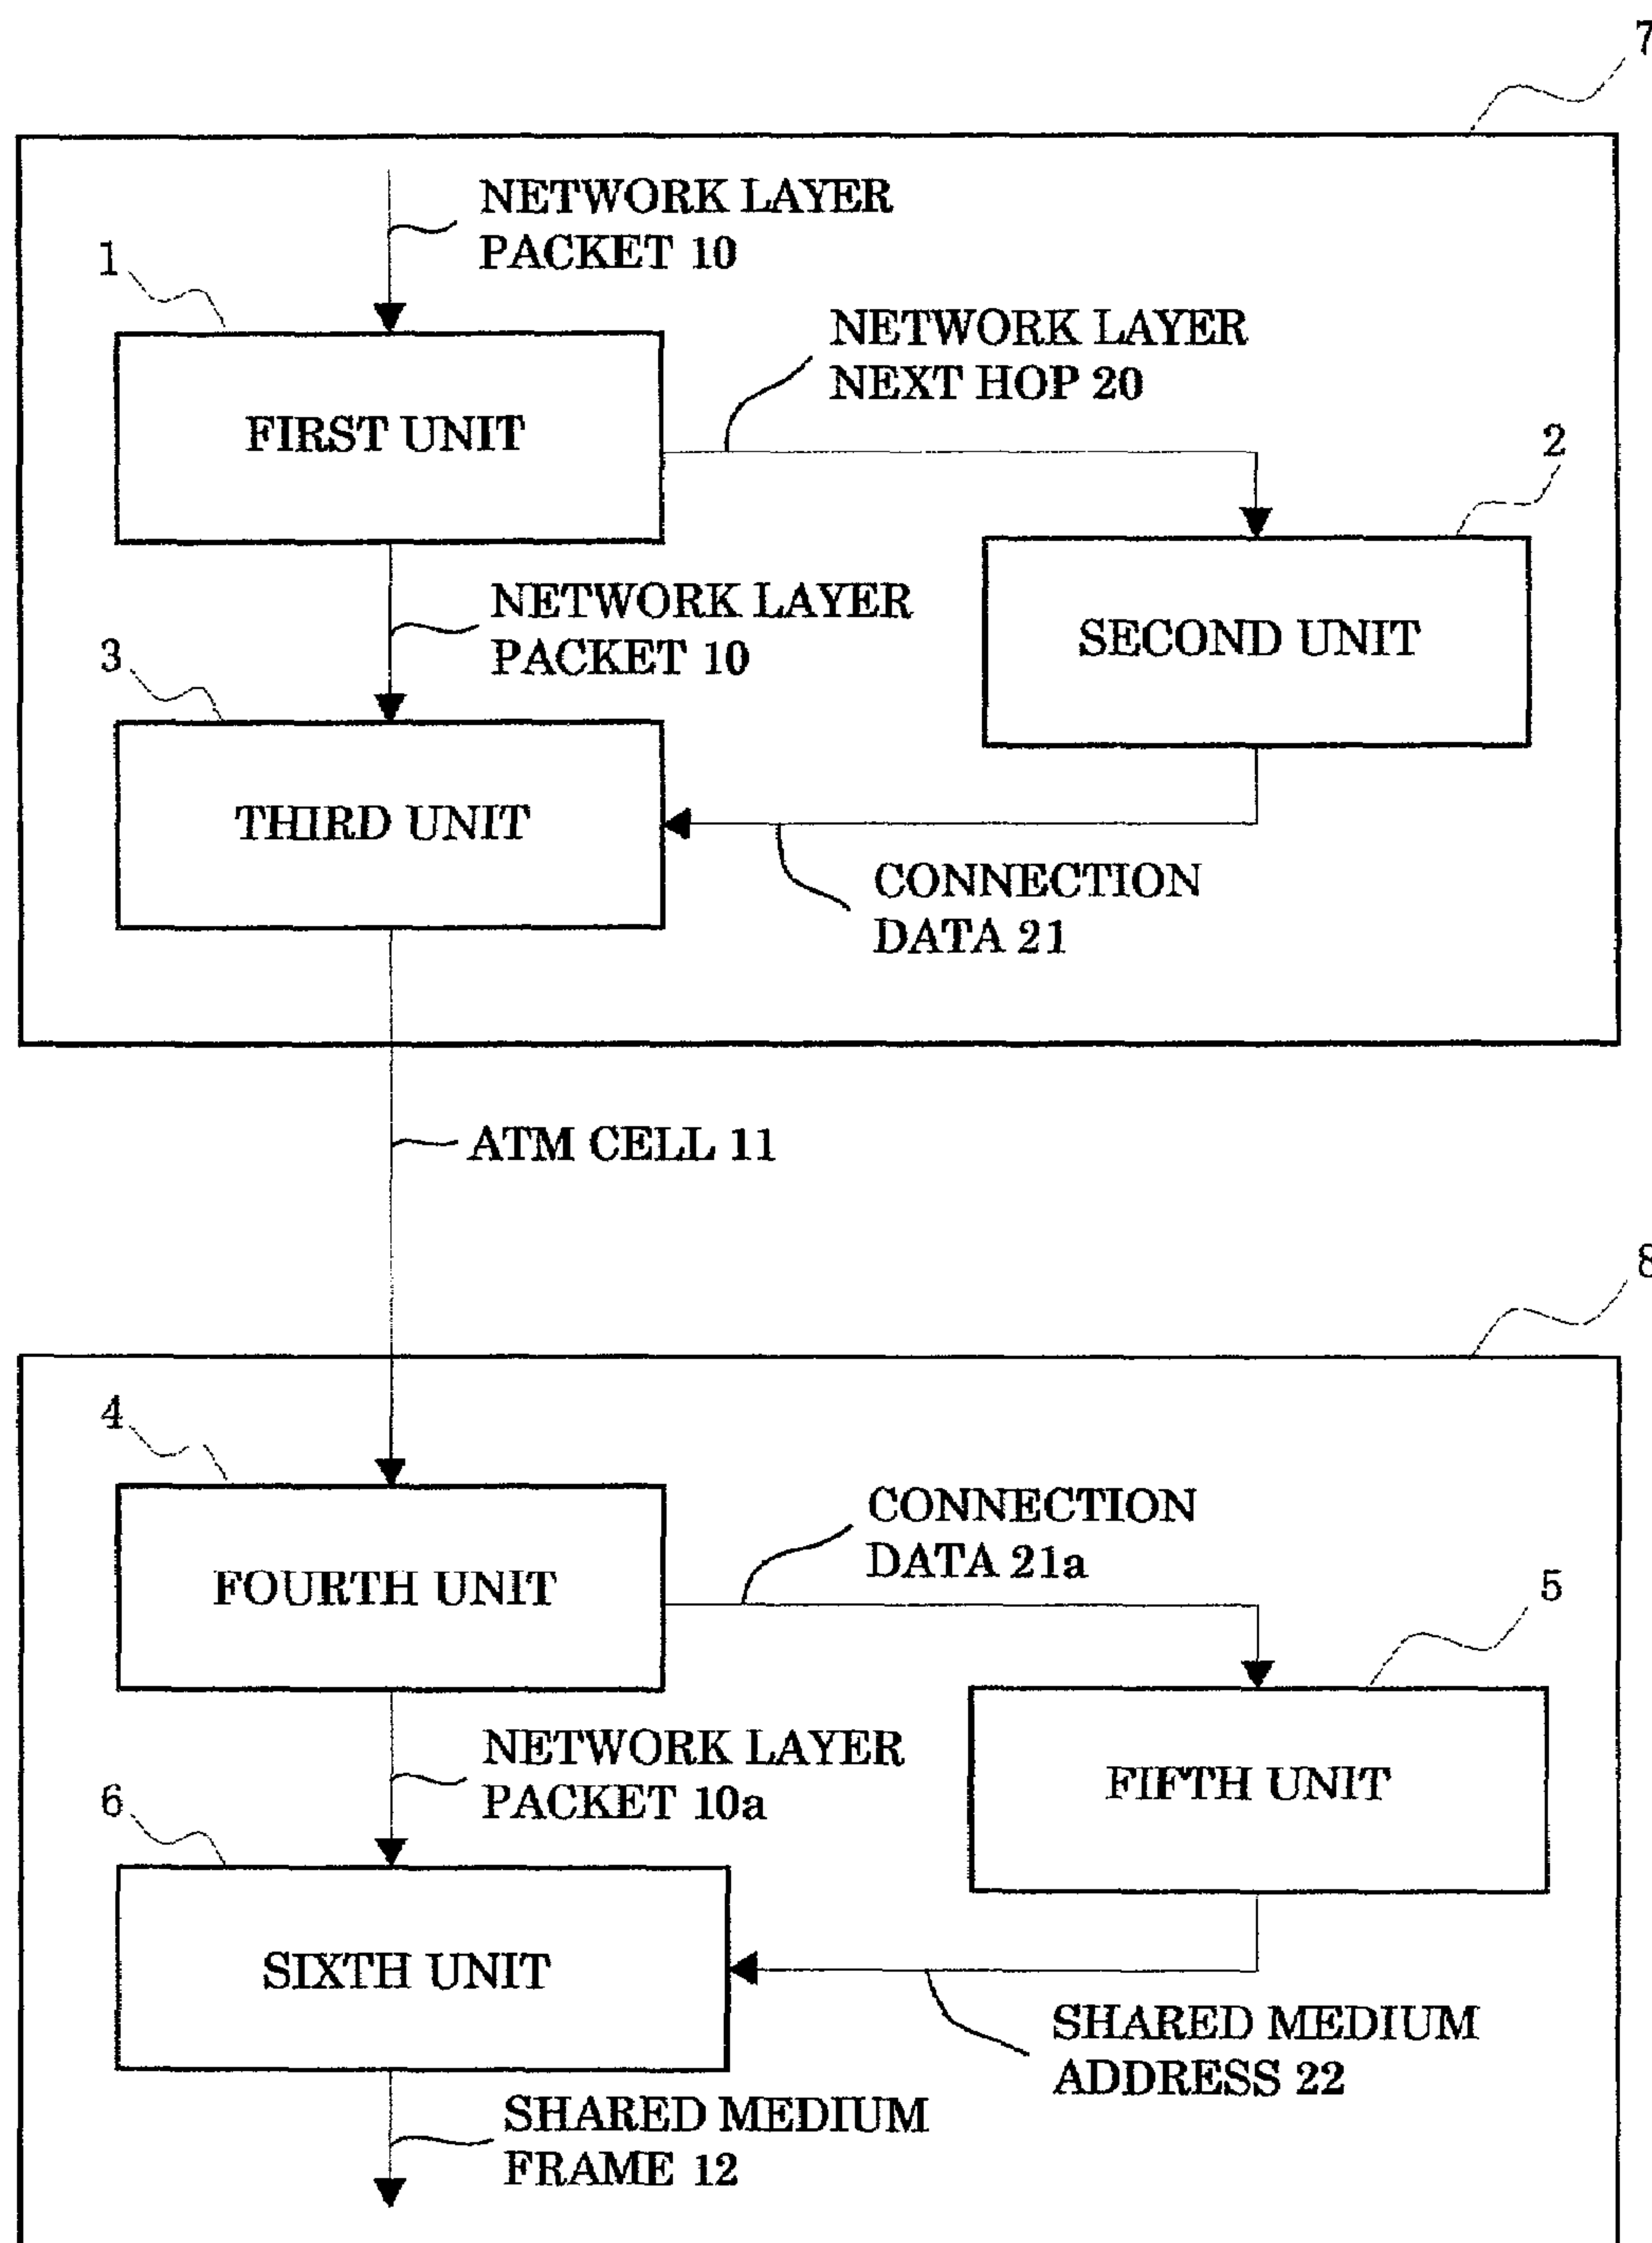 7
NETWORK LAYER
PACKET 10
1
NETWORK LAYER
NEXT HOP 20
FIRST UNIT
2
NETWORK LAYER
PACKET 10
SECOND UNIT
3
THIRD UNIT
CONNECTION
DATA 21
ATM CELL 11
8
4
CONNECTION
DATA 21a
FOURTH UNIT
5
NETWORK LAYER
PACKET 10a
FIFTH UNIT
6
SIXTH UNIT
SHARED MEDIUM
ADDRESS 22
SHARED MEDIUM
FRAME 12